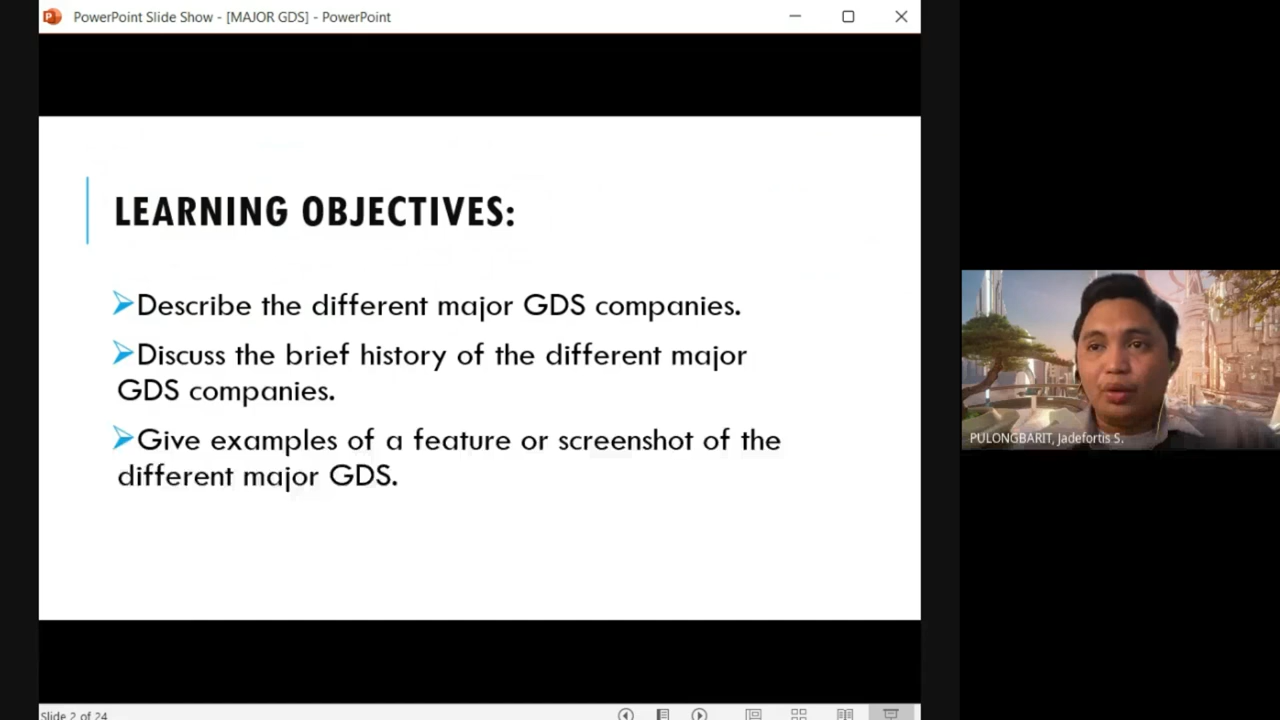 PowerPoint Slide Show - [MAJOR GDS] - PowerPoint
LEARNING OBJECTIVES:
➤Describe the different major GDS companies.
➤Discuss the brief history of the different major
GDS companies.
➤Give examples of a feature or screenshot of the
different major GDS.
PULONGBARIT, Jadefortis S.
Slide 2 of 24